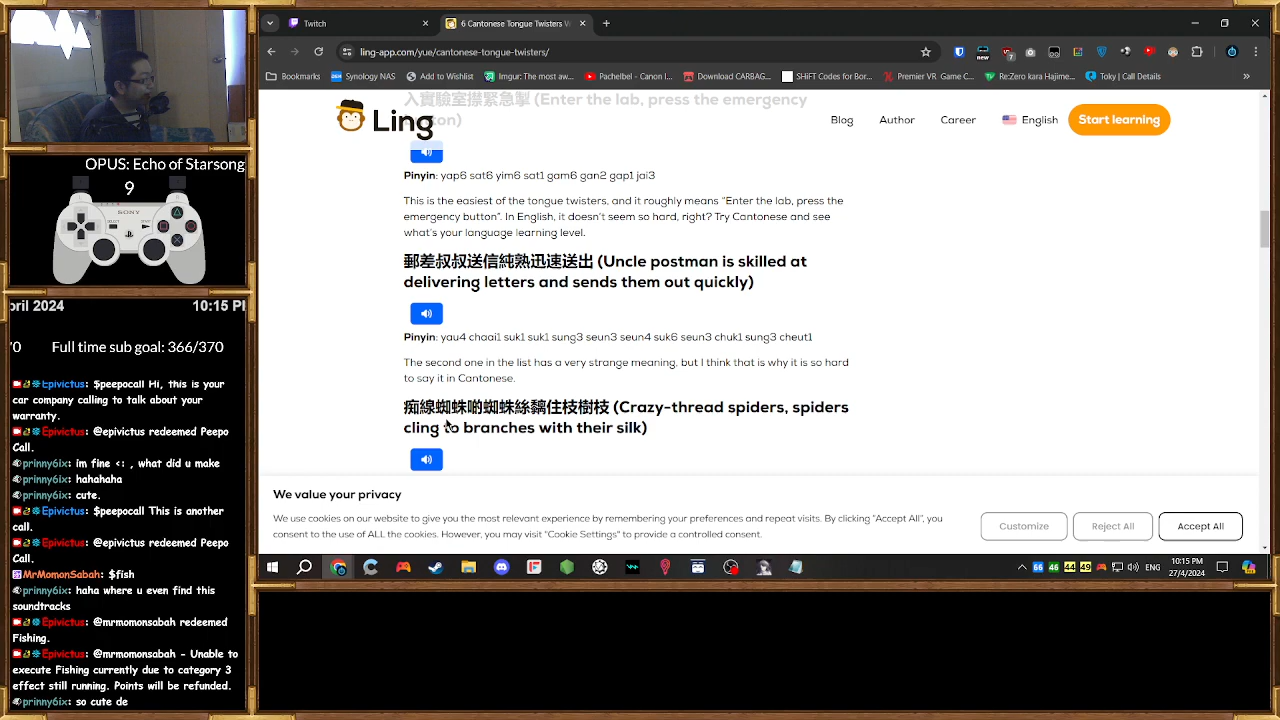 Twitch
6 Cantonese Tongue Twisters
ling-app.com/yue/cantonese-tongue-twisters/
new
7
Bookmarks
Synology NAS
Add to Wishlist
Imgur: The most aw...
Pachelbel - Canon I...
Download CARBAG...
SHiFT Codes for Bor...
Premier VR Game C...
Re:Zero kara Hajime...
Toky | Call Details
»
入實驗室㩒緊急掣 (Enter the lab, press the emergency
Ling
Blog
Author
Career
English
Start learning
Pinyin: yap6 sat6 yim6 sat1 gam6 gan2 gap1 jai3
This is the easiest of the tongue twisters, and it roughly means “Enter the lab, press the
emergency button”. In English, it doesn’t seem so hard, right? Try Cantonese and see
what’s your language learning level.
郵差叔叔送信純熟迅速送出 (Uncle postman is skilled at
delivering letters and sends them out quickly)
Pinyin: yau4 chaai1 suk1 suk1 sung3 seun3 seun4 suk6 seun3 chuk1 sung3 cheut1
The second one in the list has a very strange meaning, but I think that is why it is so hard
to say it in Cantonese.
痴線蜘蛛啲蜘蛛絲黐住枝樹枝 (Crazy-thread spiders, spiders
cling to branches with their silk)
We value your privacy
We use cookies on our website to give you the most relevant experience by remembering your preferences and repeat visits. By clicking “Accept All”, you
consent to the use of ALL the cookies. However, you may visit "Cookie Settings" to provide a controlled consent.
Customize
Reject All
Accept All
66
46
44
49
ENG
10:15 PM
27/4/2024
OPUS: Echo of Starsong
9
SONY
SELECT
START
April 2024
10:15 P
Full time sub goal: 366/370
Epivictus: $peepocall Hi, this is your
car company calling to talk about your
warranty.
Epivictus: @epivictus redeemed Peepo
Call.
prinny6ix: im fine <: , what did u make
prinny6ix: hahahaha
prinny6ix: cute.
Epivictus: $peepocall This is another
call.
Epivictus: @epivictus redeemed Peepo
Call.
MrMomonSabah: $fish
prinny6ix: haha where u even find this
soundtracks
Epivictus: @mrmomonsabah redeemed
Fishing.
Epivictus: @mrmomonsabah - Unable to
execute Fishing currently due to category 3
effect still running. Points will be refunded.
prinny6ix: so cute de